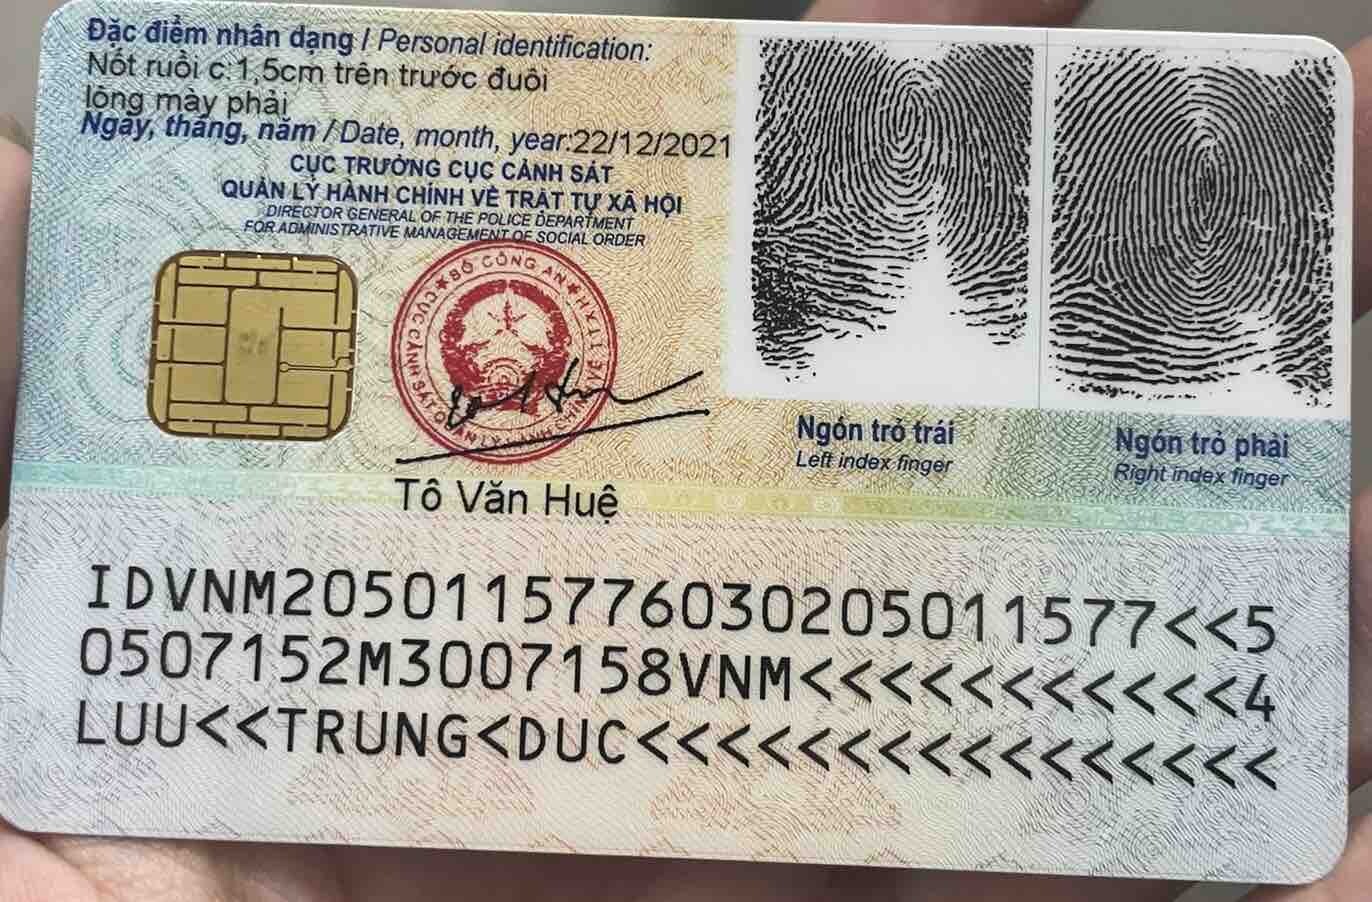 Đặc điểm nhân dạng / Personal identification:
Nốt ruồi c:1,5cm trên trước đuôi
lông mày phải
Ngày, tháng, năm / Date, month, year:22/12/2021
CỤC TRƯỞNG CỤC CẢNH SÁT
QUẢN LÝ HÀNH CHÍNH VỀ TRẬT TỰ XÃ HỘI
DIRECTOR GENERAL OF THE POLICE DEPARTMENT
FOR ADMINISTRATIVE MANAGEMENT OF SOCIAL ORDER
BỘ CÔNG AN
Tô Văn Huệ
Ngón trỏ trái
Left index finger
Ngón trỏ phải
Right index finger
IDVNM2050115776030205011577<<5
0507152M3007158VNM<<<<<<<<<<<4
LUU<<TRUNG<DUC<<<<<<<<<<<<<<<<